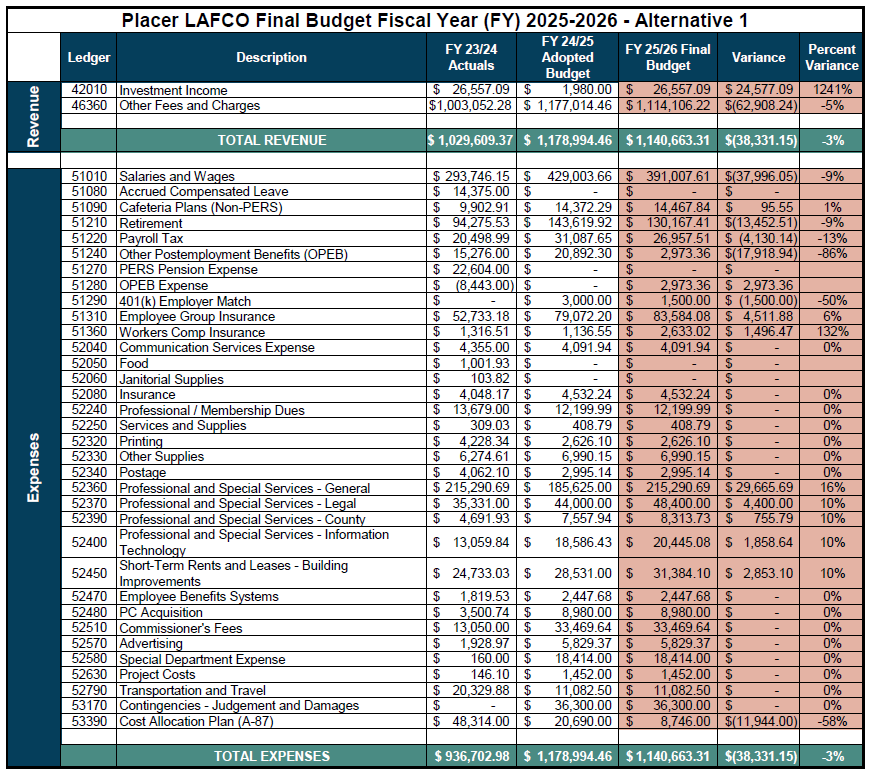 Placer LAFCO Final Budget Fiscal Year (FY) 2025-2026 - Alternative 1
Ledger Description FY 23/24 Actuals FY 24/25 Adopted Budget FY 25/26 Final Budget Variance Percent Variance
Revenue
42010 Investment Income $ 26,557.09 $ 1,980.00 $ 26,557.09 $ 24,577.09 1241%
46360 Other Fees and Charges $1,003,052.28 $ 1,177,014.46 $ 1,114,106.22 $(62,908.24) -5%
TOTAL REVENUE $ 1,029,609.37 $ 1,178,994.46 $ 1,140,663.31 $(38,331.15) -3%
Expenses
51010 Salaries and Wages $ 293,746.15 $ 429,003.66 $ 391,007.61 $(37,996.05) -9%
51080 Accrued Compensated Leave $ 14,375.00 $ - $ - $ -
51090 Cafeteria Plans (Non-PERS) $ 9,902.91 $ 14,372.29 $ 14,467.84 $ 95.55 1%
51210 Retirement $ 94,275.53 $ 143,619.92 $ 130,167.41 $(13,452.51) -9%
51220 Payroll Tax $ 20,498.99 $ 31,087.65 $ 26,957.51 $ (4,130.14) -13%
51240 Other Postemployment Benefits (OPEB) $ 15,276.00 $ 20,892.30 $ 2,973.36 $(17,918.94) -86%
51270 PERS Pension Expense $ 22,604.00 $ - $ - $ -
51280 OPEB Expense $ (8,443.00) $ - $ 2,973.36 $ 2,973.36
51290 401(k) Employer Match $ - $ 3,000.00 $ 1,500.00 $ (1,500.00) -50%
51310 Employee Group Insurance $ 52,733.18 $ 79,072.20 $ 83,584.08 $ 4,511.88 6%
51360 Workers Comp Insurance $ 1,316.51 $ 1,136.55 $ 2,633.02 $ 1,496.47 132%
52040 Communication Services Expense $ 4,355.00 $ 4,091.94 $ 4,091.94 $ - 0%
52050 Food $ 1,001.93 $ - $ - $ -
52060 Janitorial Supplies $ 103.82 $ - $ - $ -
52080 Insurance $ 4,048.17 $ 4,532.24 $ 4,532.24 $ - 0%
52240 Professional / Membership Dues $ 13,679.00 $ 12,199.99 $ 12,199.99 $ - 0%
52250 Services and Supplies $ 309.03 $ 408.79 $ 408.79 $ - 0%
52320 Printing $ 4,228.34 $ 2,626.10 $ 2,626.10 $ - 0%
52330 Other Supplies $ 6,274.61 $ 6,990.15 $ 6,990.15 $ - 0%
52340 Postage $ 4,062.10 $ 2,995.14 $ 2,995.14 $ - 0%
52360 Professional and Special Services - General $ 215,290.69 $ 185,625.00 $ 215,290.69 $ 29,665.69 16%
52370 Professional and Special Services - Legal $ 35,331.00 $ 44,000.00 $ 48,400.00 $ 4,400.00 10%
52390 Professional and Special Services - County $ 4,691.93 $ 7,557.94 $ 8,313.73 $ 755.79 10%
52400 Professional and Special Services - Information Technology $ 13,059.84 $ 18,586.43 $ 20,445.08 $ 1,858.64 10%
52450 Short-Term Rents and Leases - Building Improvements $ 24,733.03 $ 28,531.00 $ 31,384.10 $ 2,853.10 10%
52470 Employee Benefits Systems $ 1,819.53 $ 2,447.68 $ 2,447.68 $ - 0%
52480 PC Acquisition $ 3,500.74 $ 8,980.00 $ 8,980.00 $ - 0%
52510 Commissioner's Fees $ 13,050.00 $ 33,469.64 $ 33,469.64 $ - 0%
52570 Advertising $ 1,928.97 $ 5,829.37 $ 5,829.37 $ - 0%
52580 Special Department Expense $ 160.00 $ 18,414.00 $ 18,414.00 $ - 0%
52630 Project Costs $ 146.10 $ 1,452.00 $ 1,452.00 $ - 0%
52790 Transportation and Travel $ 20,329.88 $ 11,082.50 $ 11,082.50 $ - 0%
53170 Contingencies - Judgement and Damages $ - $ 36,300.00 $ 36,300.00 $ - 0%
53390 Cost Allocation Plan (A-87) $ 48,314.00 $ 20,690.00 $ 8,746.00 $(11,944.00) -58%
TOTAL EXPENSES $ 936,702.98 $ 1,178,994.46 $ 1,140,663.31 $(38,331.15) -3%